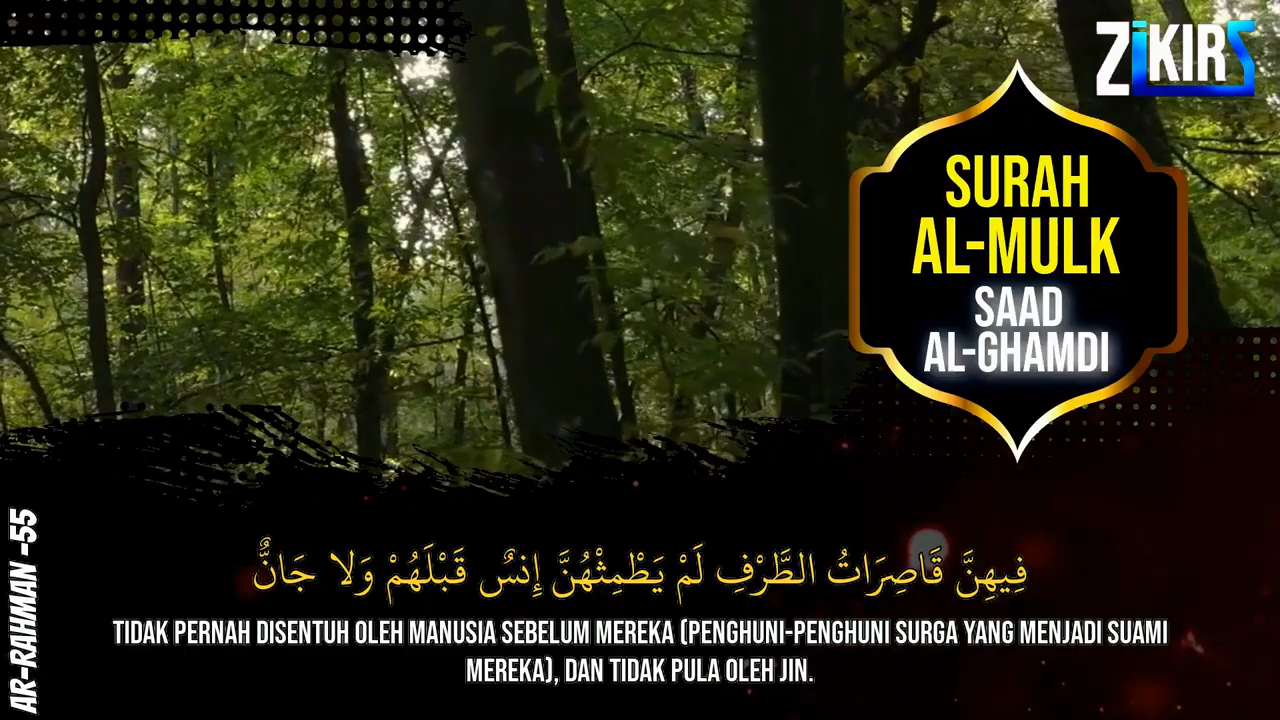 ZiKIRS
SURAH
AL-MULK
SAAD
AL-GHAMDI
AR-RAHMAN -55
فِيهِنَّ قَاصِرَاتُ الطَّرْفِ لَمْ يَطْمِثْهُنَّ إِنسٌ قَبْلَهُمْ وَلا جَانٌّ
TIDAK PERNAH DISENTUH OLEH MANUSIA SEBELUM MEREKA (PENGHUNI-PENGHUNI SURGA YANG MENJADI SUAMI
MEREKA), DAN TIDAK PULA OLEH JIN.